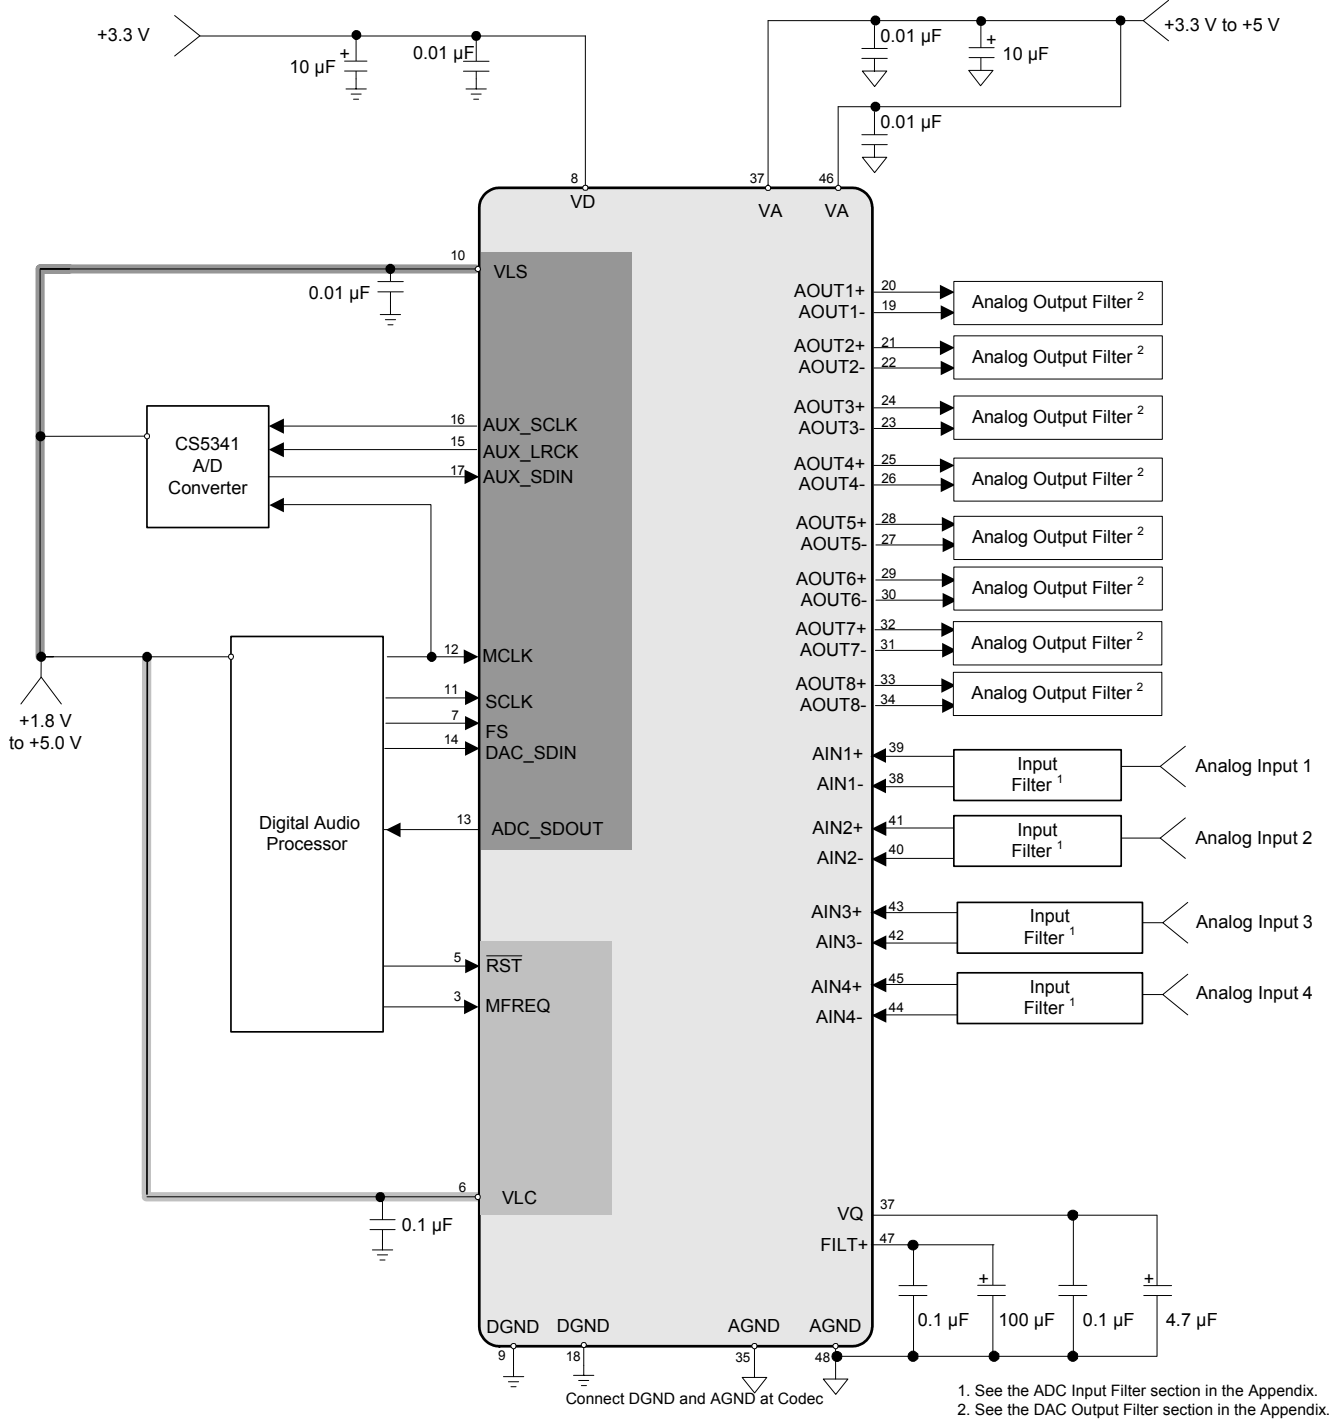 +3.3 V
10 µF
+
0.01 µF
0.01 µF
+
10 µF
+3.3 V to +5 V
0.01 µF
8
VD
37
VA
46
VA
10
VLS
0.01 µF
CS5341
A/D
Converter
16
AUX_SCLK
15
AUX_LRCK
17
AUX_SDIN
12
MCLK
11
SCLK
7
FS
14
DAC_SDIN
13
ADC_SDOUT
Digital Audio
Processor
+1.8 V
to +5.0 V
5
RST
3
MFREQ
6
VLC
0.1 µF
AOUT1+
20
AOUT1-
19
Analog Output Filter 2
AOUT2+
21
AOUT2-
22
Analog Output Filter 2
AOUT3+
24
AOUT3-
23
Analog Output Filter 2
AOUT4+
25
AOUT4-
26
Analog Output Filter 2
AOUT5+
28
AOUT5-
27
Analog Output Filter 2
AOUT6+
29
AOUT6-
30
Analog Output Filter 2
AOUT7+
32
AOUT7-
31
Analog Output Filter 2
AOUT8+
33
AOUT8-
34
Analog Output Filter 2
AIN1+
39
AIN1-
38
Input
Filter 1
Analog Input 1
AIN2+
41
AIN2-
40
Input
Filter 1
Analog Input 2
AIN3+
43
AIN3-
42
Input
Filter 1
Analog Input 3
AIN4+
45
AIN4-
44
Input
Filter 1
Analog Input 4
VQ
37
FILT+
47
0.1 µF
+
100 µF
0.1 µF
+
4.7 µF
DGND
9
DGND
18
AGND
35
AGND
48
Connect DGND and AGND at Codec
1. See the ADC Input Filter section in the Appendix.
2. See the DAC Output Filter section in the Appendix.